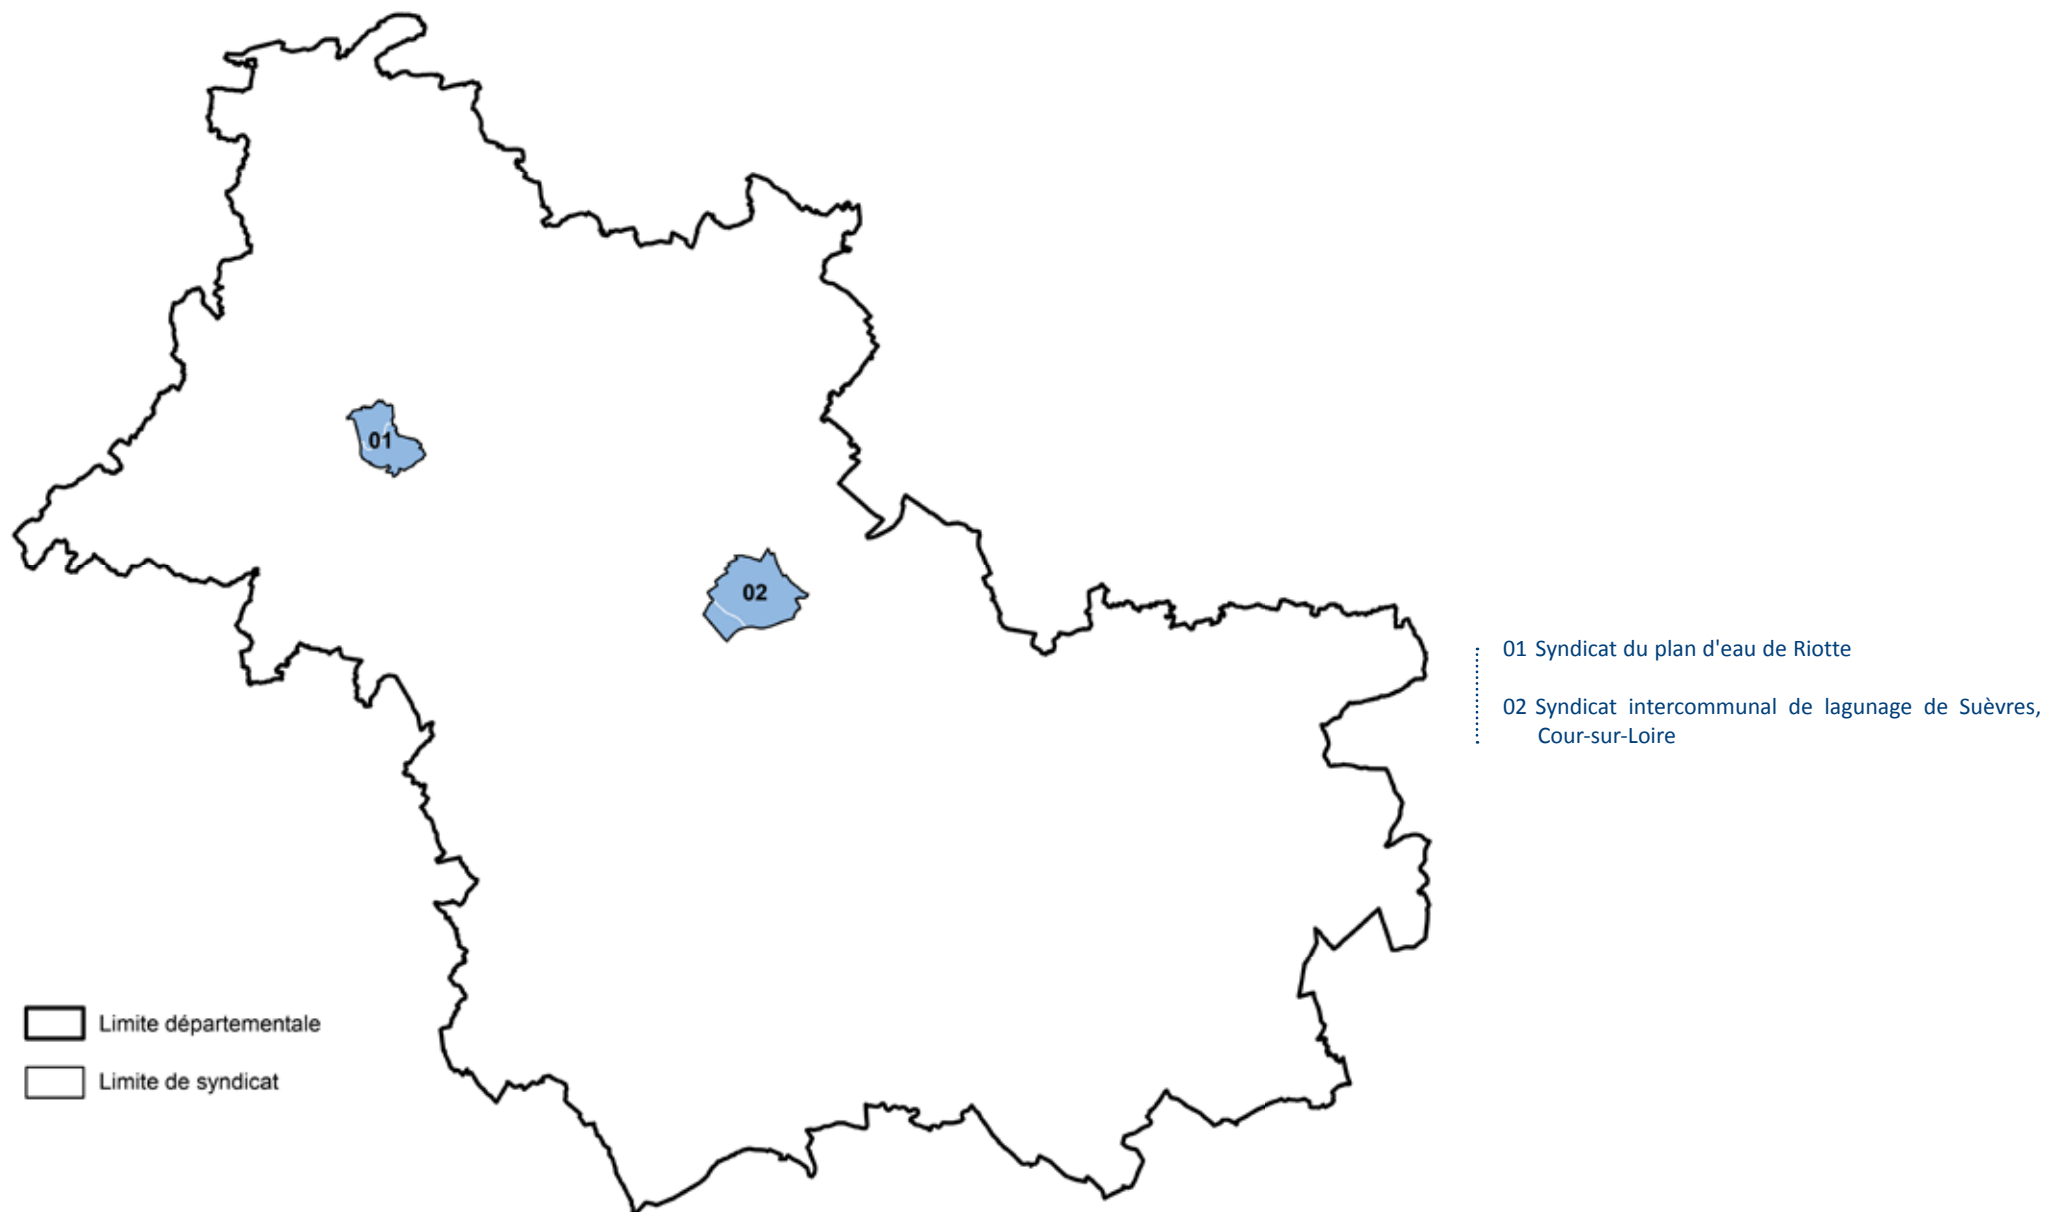 01
02
01 Syndicat du plan d'eau de Riotte
02 Syndicat intercommunal de lagunage de Suèvres,
Cour-sur-Loire
Limite départementale
Limite de syndicat